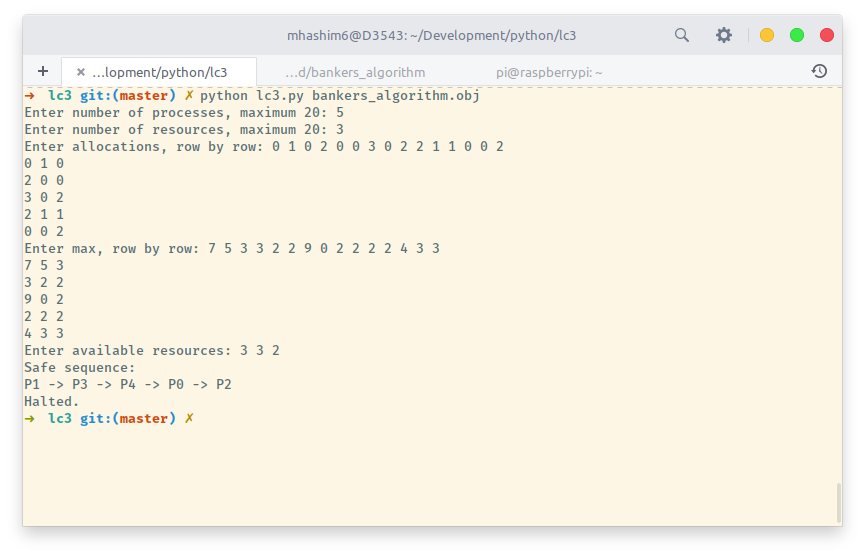 mhashim6@D3543: ~/Development/python/lc3
+ × ...lopment/python/lc3 ...d/bankers_algorithm pi@raspberrypi: ~
➜ lc3 git:(master) ✗ python lc3.py bankers_algorithm.obj
Enter number of processes, maximum 20: 5
Enter number of resources, maximum 20: 3
Enter allocations, row by row: 0 1 0 2 0 0 3 0 2 2 1 1 0 0 2
0 1 0
2 0 0
3 0 2
2 1 1
0 0 2
Enter max, row by row: 7 5 3 3 2 2 9 0 2 2 2 2 4 3 3
7 5 3
3 2 2
9 0 2
2 2 2
4 3 3
Enter available resources: 3 3 2
Safe sequence:
P1 -> P3 -> P4 -> P0 -> P2
Halted.
➜ lc3 git:(master) ✗